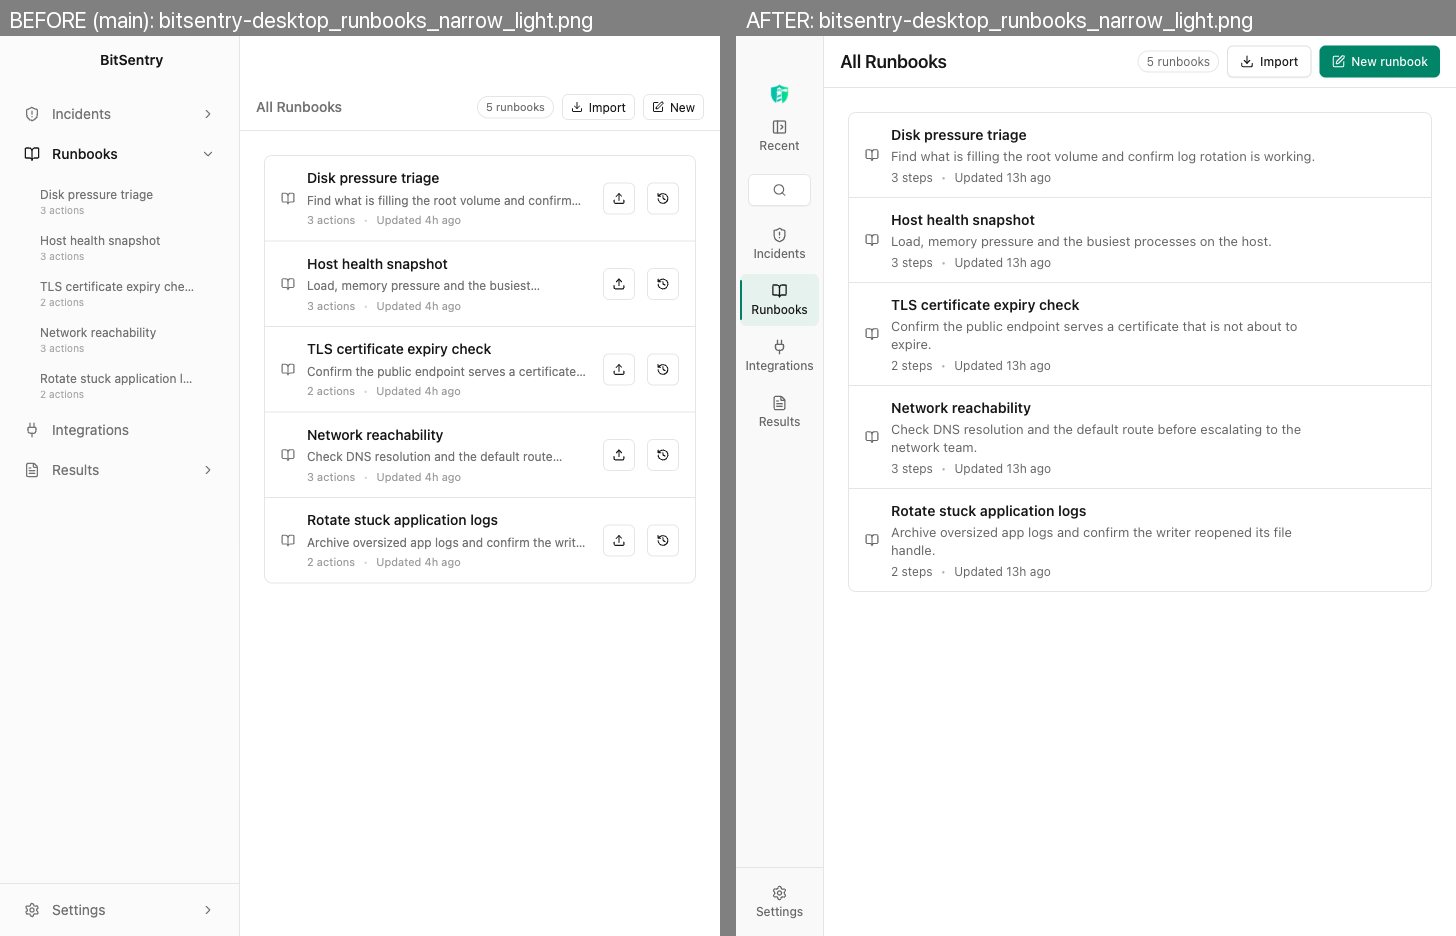 BEFORE (main): bitsentry-desktop_runbooks_narrow_light.png
BitSentry
Incidents
Runbooks
Disk pressure triage
3 actions
Host health snapshot
3 actions
TLS certificate expiry che...
2 actions
Network reachability
3 actions
Rotate stuck application l...
2 actions
Integrations
Results
Settings
All Runbooks
5 runbooks
Import
New
Disk pressure triage
Find what is filling the root volume and confirm...
3 actions • Updated 4h ago
Host health snapshot
Load, memory pressure and the busiest...
3 actions • Updated 4h ago
TLS certificate expiry check
Confirm the public endpoint serves a certificate...
2 actions • Updated 4h ago
Network reachability
Check DNS resolution and the default route...
3 actions • Updated 4h ago
Rotate stuck application logs
Archive oversized app logs and confirm the writ...
2 actions • Updated 4h ago
AFTER: bitsentry-desktop_runbooks_narrow_light.png
Recent
Incidents
Runbooks
Integrations
Results
Settings
All Runbooks
5 runbooks
Import
New runbook
Disk pressure triage
Find what is filling the root volume and confirm log rotation is working.
3 steps • Updated 13h ago
Host health snapshot
Load, memory pressure and the busiest processes on the host.
3 steps • Updated 13h ago
TLS certificate expiry check
Confirm the public endpoint serves a certificate that is not about to
expire.
2 steps • Updated 13h ago
Network reachability
Check DNS resolution and the default route before escalating to the
network team.
3 steps • Updated 13h ago
Rotate stuck application logs
Archive oversized app logs and confirm the writer reopened its file
handle.
2 steps • Updated 13h ago